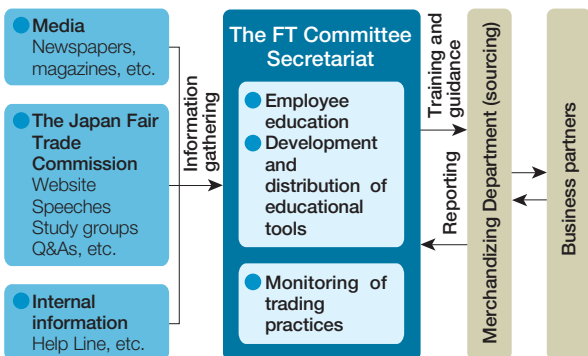 Media
Newspapers,
magazines, etc.
The Japan Fair
Trade
Commission
Website
Speeches
Study groups
Q&As, etc.
Internal
information
Help Line, etc.
Information
gathering
The FT Committee
Secretariat
Employee
education
Development
and
distribution of
educational
tools
Monitoring of
trading
practices
Training and
guidance
Reporting
Merchandizing Department (sourcing)
Business partners